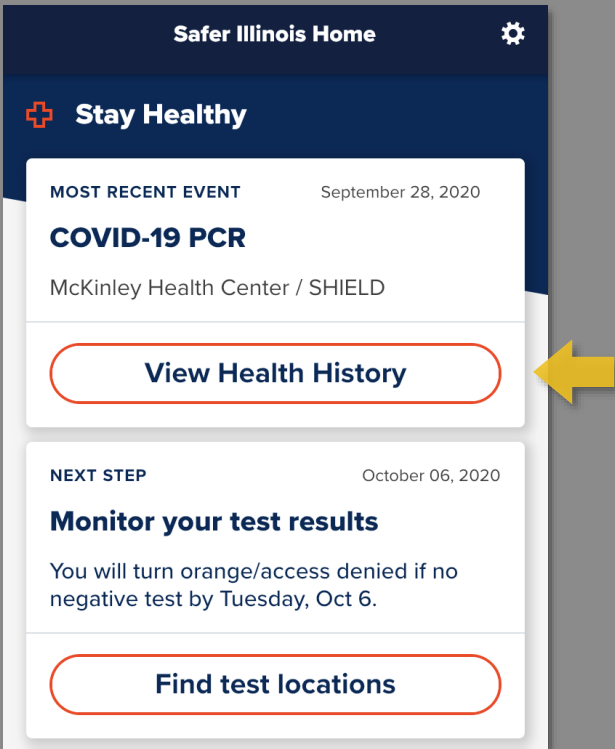 Safer Illinois Home
Stay Healthy
MOST RECENT EVENT September 28, 2020
COVID-19 PCR
McKinley Health Center / SHIELD
View Health History
NEXT STEP October 06, 2020
Monitor your test results
You will turn orange/access denied if no
negative test by Tuesday, Oct 6.
Find test locations